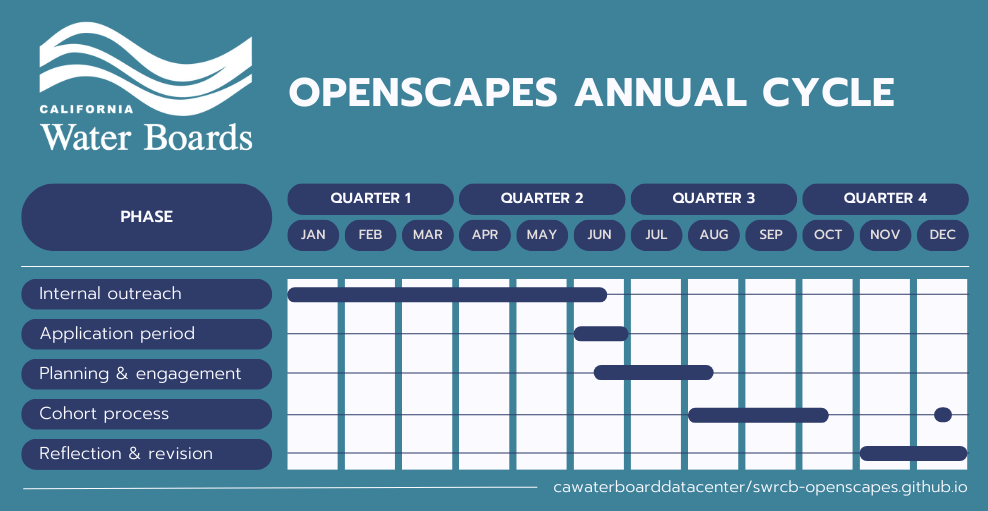 CALIFORNIA
Water Boards
OPENSCAPES ANNUAL CYCLE
PHASE
QUARTER 1 QUARTER 2 QUARTER 3 QUARTER 4
JAN FEB MAR APR MAY JUN JUL AUG SEP OCT NOV DEC
Internal outreach
Application period
Planning & engagement
Cohort process
Reflection & revision
cawaterboarddatacenter/swrcb-openscapes.github.io